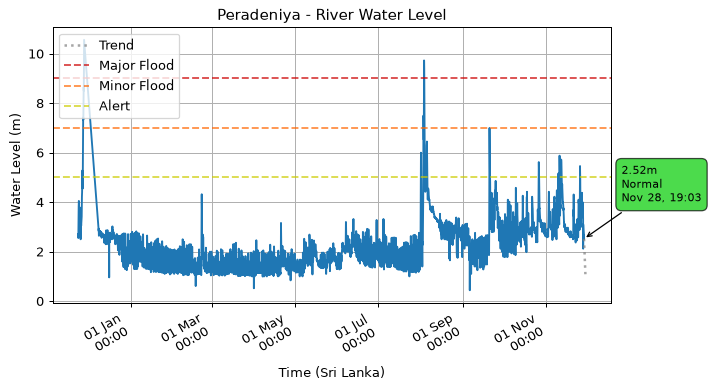 Peradeniya - River Water Level
Trend
Major Flood
Minor Flood
Alert
Water Level (m)
10
8
6
4
2
0
2.52m
Normal
Nov 28, 19:03
01 Jan
00:00
01 Mar
00:00
01 May
00:00
01 Jul
00:00
01 Sep
00:00
01 Nov
00:00
Time (Sri Lanka)